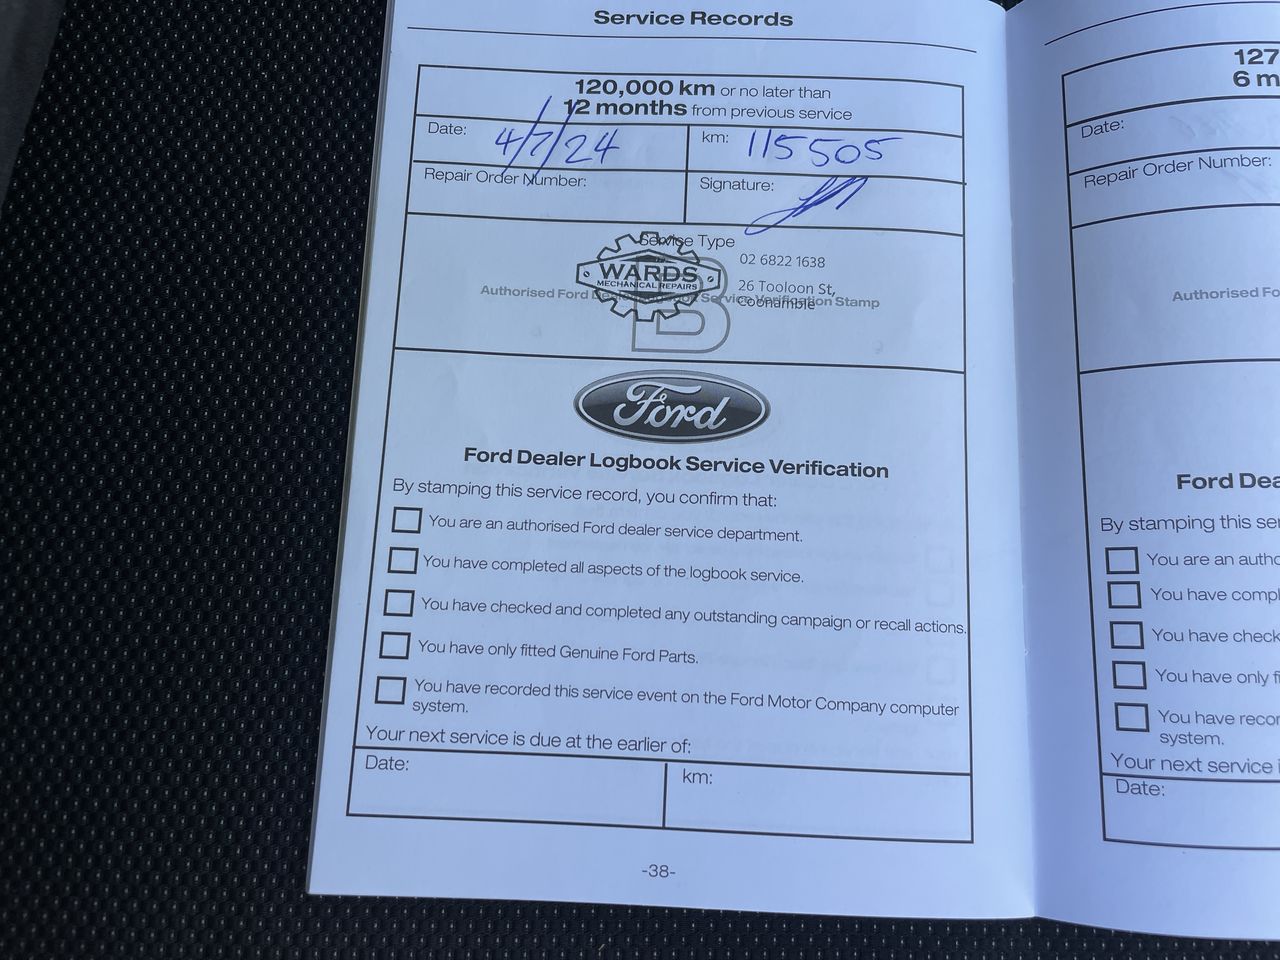 Service Records
120,000 km or no later than
12 months from previous service
Date: 4/7/24
km: 115505
Repair Order Number:
Signature:
Service Type
02 6822 1638
WARDS
MECHANICAL REPAIRS
26 Tooloon St,
Coonamble
Authorised Ford Dealer Service Verification Stamp
B
Ford
Ford Dealer Logbook Service Verification
By stamping this service record, you confirm that:
You are an authorised Ford dealer service department.
You have completed all aspects of the logbook service.
You have checked and completed any outstanding campaign or recall actions.
You have only fitted Genuine Ford Parts.
You have recorded this service event on the Ford Motor Company computer
system.
Your next service is due at the earlier of:
Date:
km:
-38-
127
6 m
Date:
Repair Order Number:
Authorised Fo
Ford Dea
By stamping this ser
You are an autho
You have compl
You have check
You have only fi
You have recor
system.
Your next service i
Date: